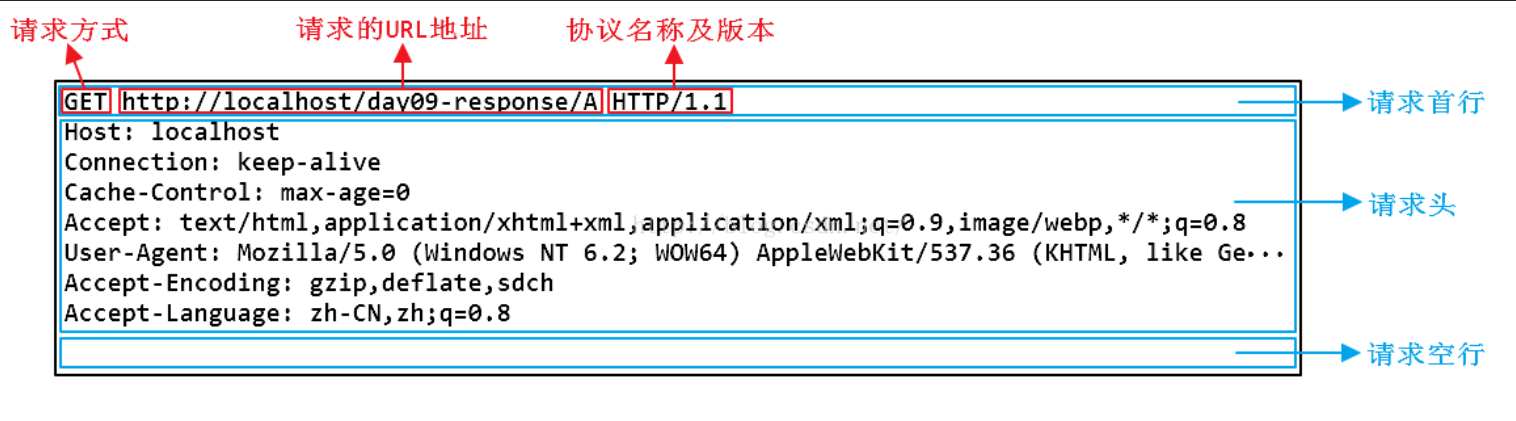 请求方式 请求的URL地址 协议名称及版本
GET http://localhost/day09-response/A HTTP/1.1 请求首行
Host: localhost
Connection: keep-alive
Cache-Control: max-age=0
Accept: text/html,application/xhtml+xml,application/xml;q=0.9,image/webp,*/*;q=0.8 请求头
User-Agent: Mozilla/5.0 (Windows NT 6.2; WOW64) AppleWebKit/537.36 (KHTML, like Ge···
Accept-Encoding: gzip,deflate,sdch
Accept-Language: zh-CN,zh;q=0.8
请求空行